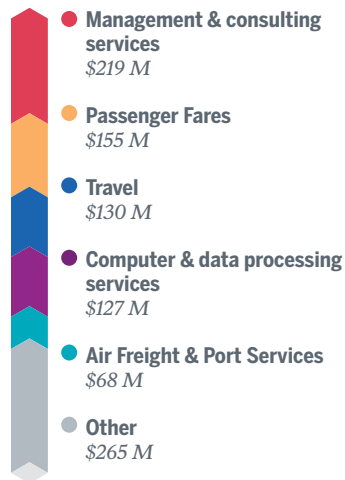 Management & consulting
services
$219 M
Passenger Fares
$155 M
Travel
$130 M
Computer & data processing
services
$127 M
Air Freight & Port Services
$68 M
Other
$265 M